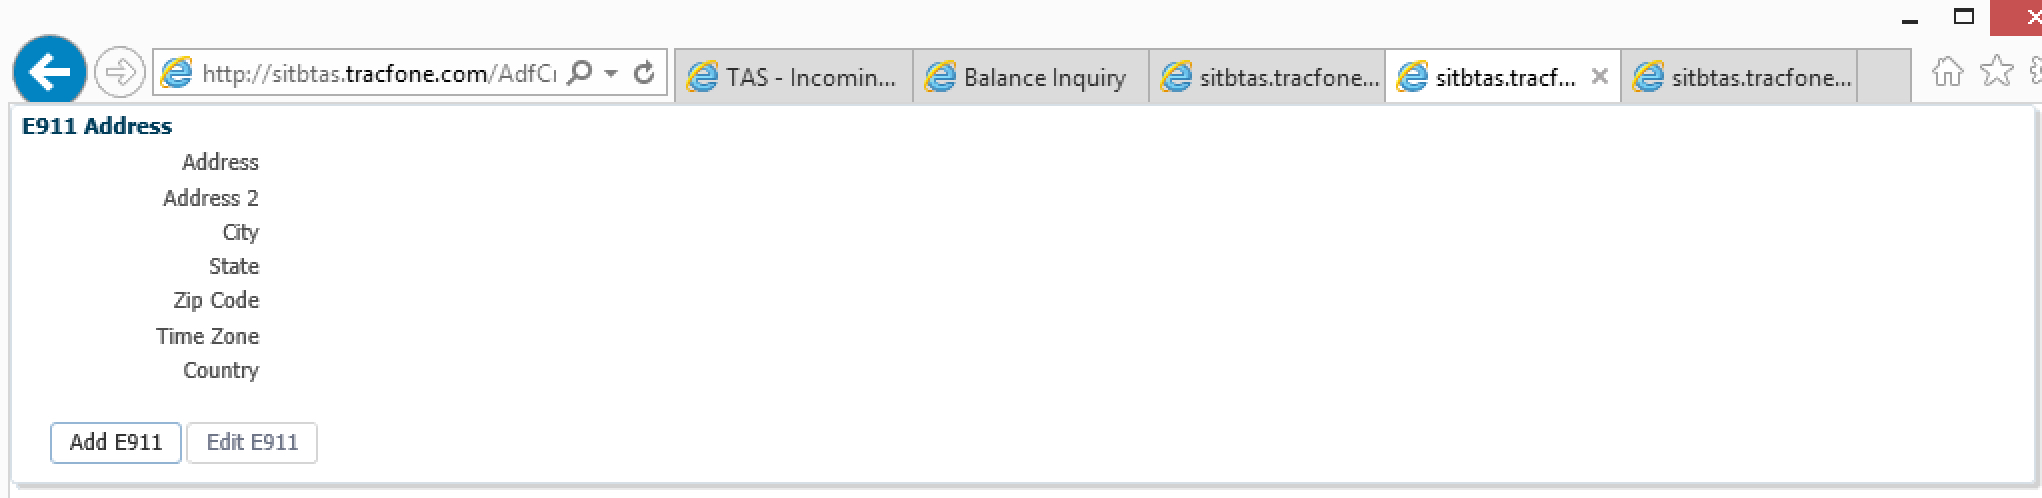 http://sitbtas.tracfone.com/AdfCr
TAS - Incomin...
Balance Inquiry
sitbtas.tracfone...
sitbtas.tracf...
sitbtas.tracfone...
E911 Address
Address
Address 2
City
State
Zip Code
Time Zone
Country
Add E911
Edit E911